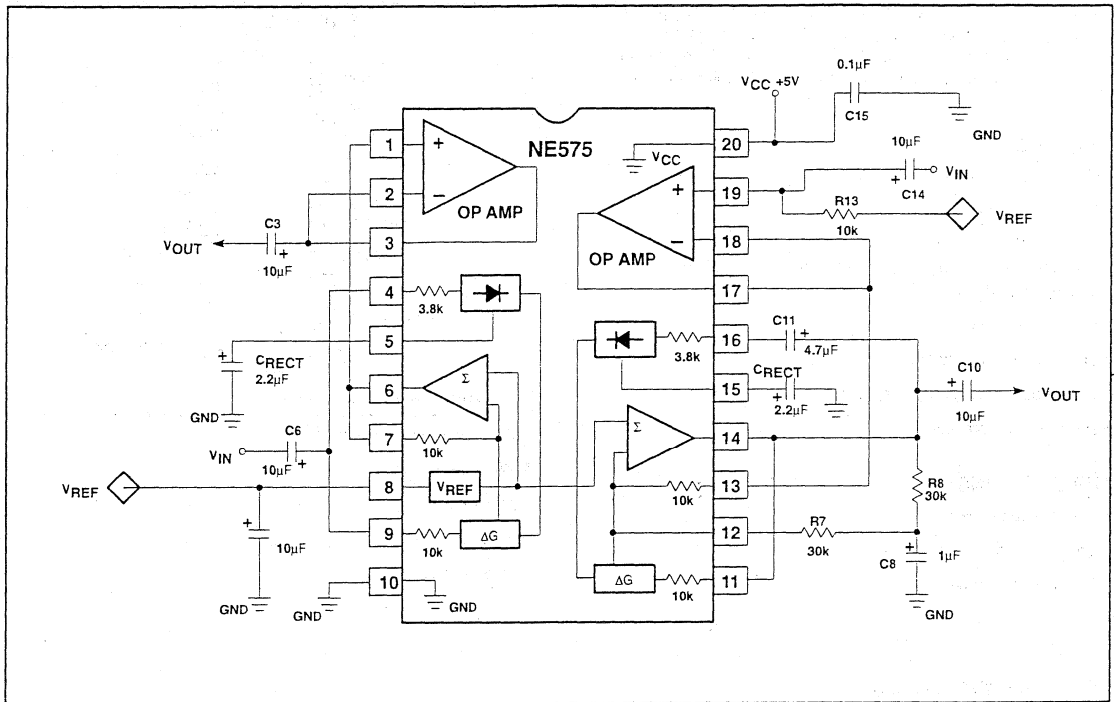 NE575
1
2
3
4
5
6
7
8
9
10
20
19
18
17
16
15
14
13
12
11
+
−
OP AMP
VOUT
C3
+
10µF
3.8k
+
CRECT
2.2µF
GND
Σ
10k
VIN
C6
10µF
+
VREF
VREF
+
10µF
GND
10k
ΔG
GND
GND
VCC
+
−
OP AMP
VCC +5V
0.1µF
C15
GND
10µF
+
C14
VIN
R13
10k
VREF
3.8k
C11
+
4.7µF
CRECT
+
2.2µF
+
C10
10µF
VOUT
Σ
10k
R8
30k
R7
30k
+
C8
1µF
GND
ΔG
10k